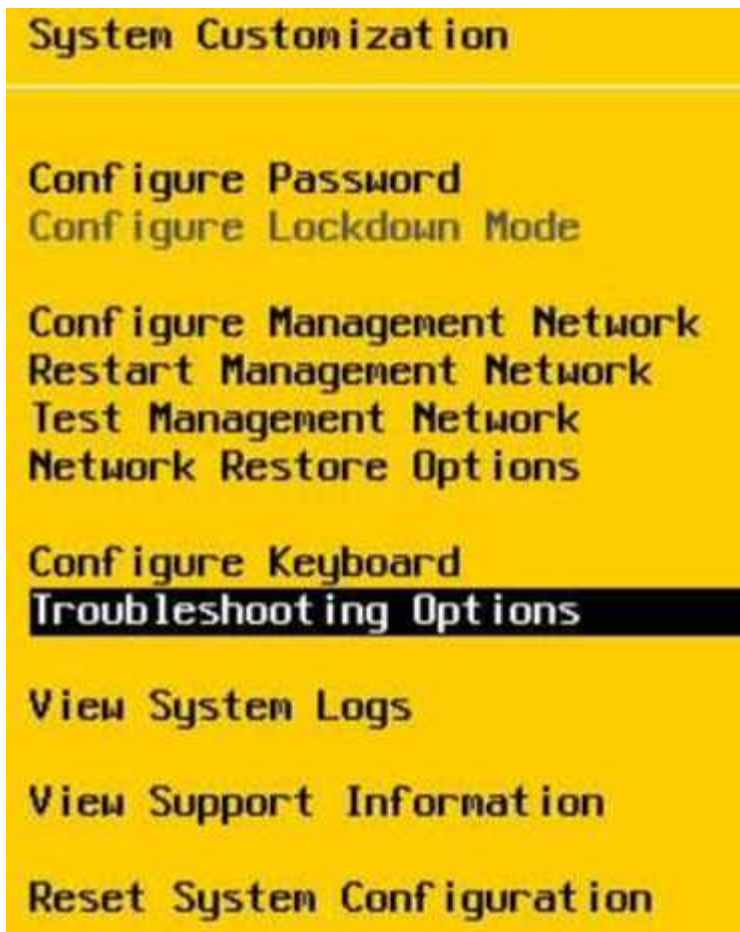 System Customization
Configure Password
Configure Lockdown Mode
Configure Management Network
Restart Management Network
Test Management Network
Network Restore Options
Configure Keyboard
Troubleshooting Options
View System Logs
View Support Information
Reset System Configuration